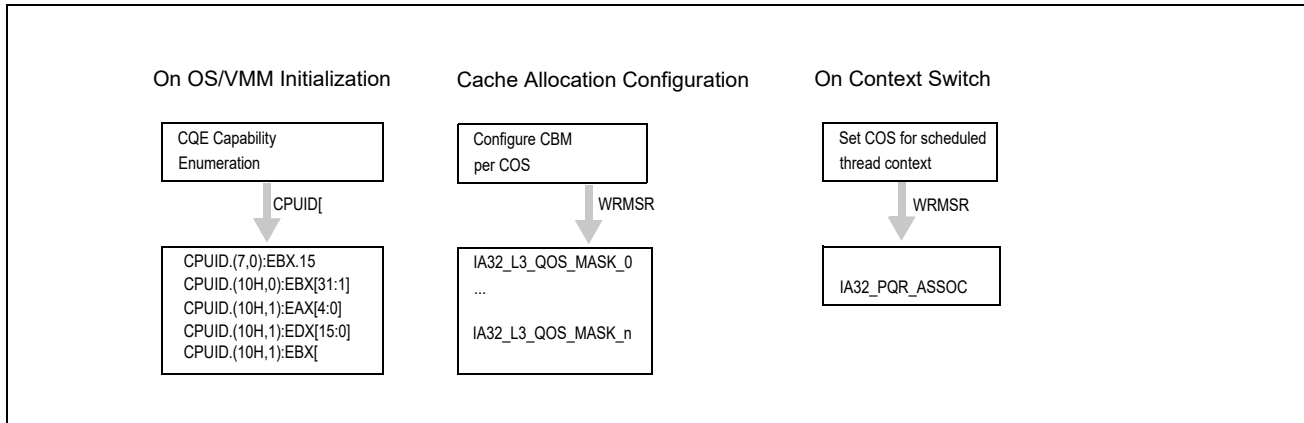 On OS/VMM Initialization
CQE Capability
Enumeration
CPUID[
CPUID.(7,0):EBX.15
CPUID.(10H,0):EBX[31:1]
CPUID.(10H,1):EAX[4:0]
CPUID.(10H,1):EDX[15:0]
CPUID.(10H,1):EBX[
Cache Allocation Configuration
Configure CBM
per COS
WRMSR
IA32_L3_QOS_MASK_0
...
IA32_L3_QOS_MASK_n
On Context Switch
Set COS for scheduled
thread context
WRMSR
IA32_PQR_ASSOC